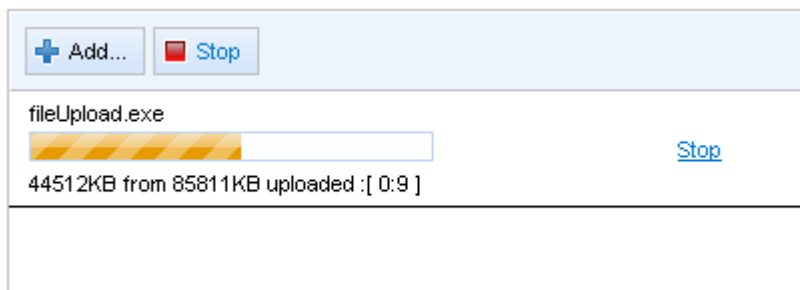 Add... Stop
fileUpload.exe
Stop
44512KB from 85811KB uploaded :[ 0:9 ]